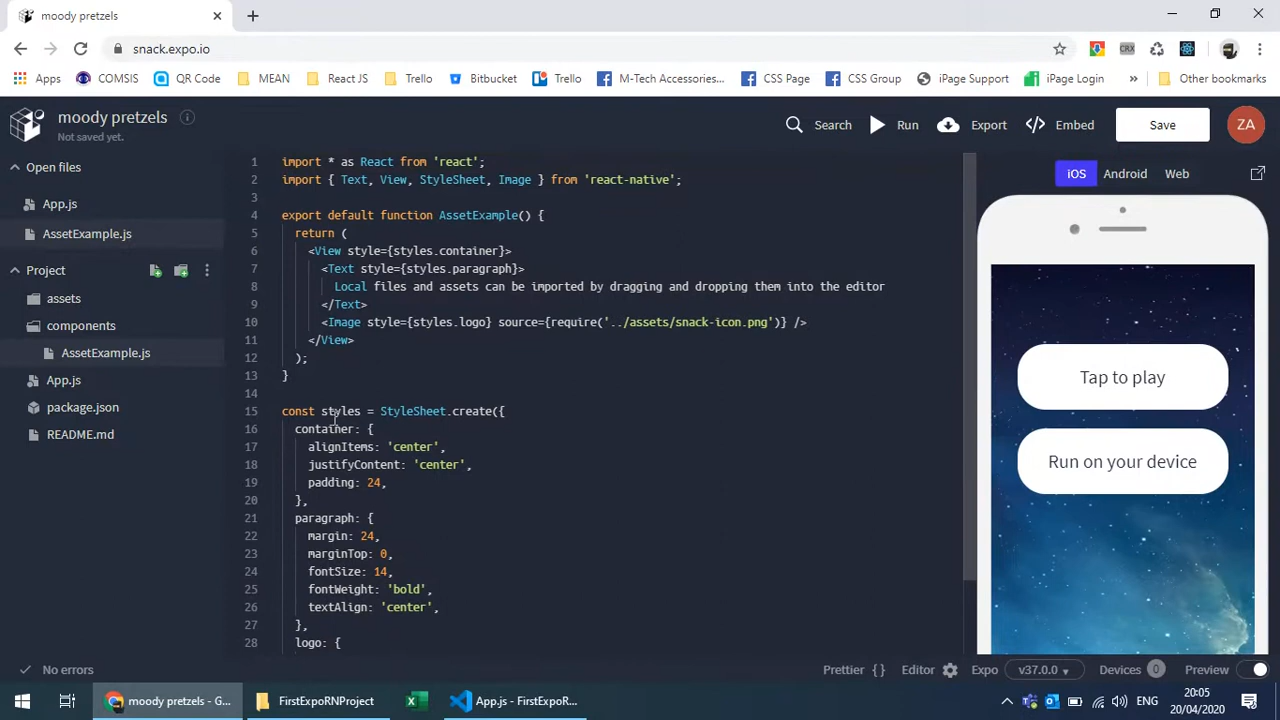 moody pretzels
snack.expo.io
Apps COMSIS QR Code MEAN React JS Trello Bitbucket Trello M-Tech Accessories... CSS Page CSS Group iPage Support iPage Login » Other bookmarks
moody pretzels
Not saved yet.
Search Run Export Embed Save ZA
Open files
App.js
AssetExample.js
Project
assets
components
AssetExample.js
App.js
package.json
README.md
1 import * as React from 'react';
2 import { Text, View, StyleSheet, Image } from 'react-native';
3
4 export default function AssetExample() {
5 return (
6 <View style={styles.container}>
7 <Text style={styles.paragraph}>
8 Local files and assets can be imported by dragging and dropping them into the editor
9 </Text>
10 <Image style={styles.logo} source={require('../assets/snack-icon.png')} />
11 </View>
12 );
13 }
14
15 const styles = StyleSheet.create({
16 container: {
17 alignItems: 'center',
18 justifyContent: 'center',
19 padding: 24,
20 },
21 paragraph: {
22 margin: 24,
23 marginTop: 0,
24 fontSize: 14,
25 fontWeight: 'bold',
26 textAlign: 'center',
27 },
28 logo: {
iOS Android Web
Tap to play
Run on your device
No errors
Prettier {} Editor Expo v37.0.0 Devices 0 Preview
moody pretzels - G...
FirstExpoRNProject
App.js - FirstExpoR...
ENG
20:05
20/04/2020
CRX